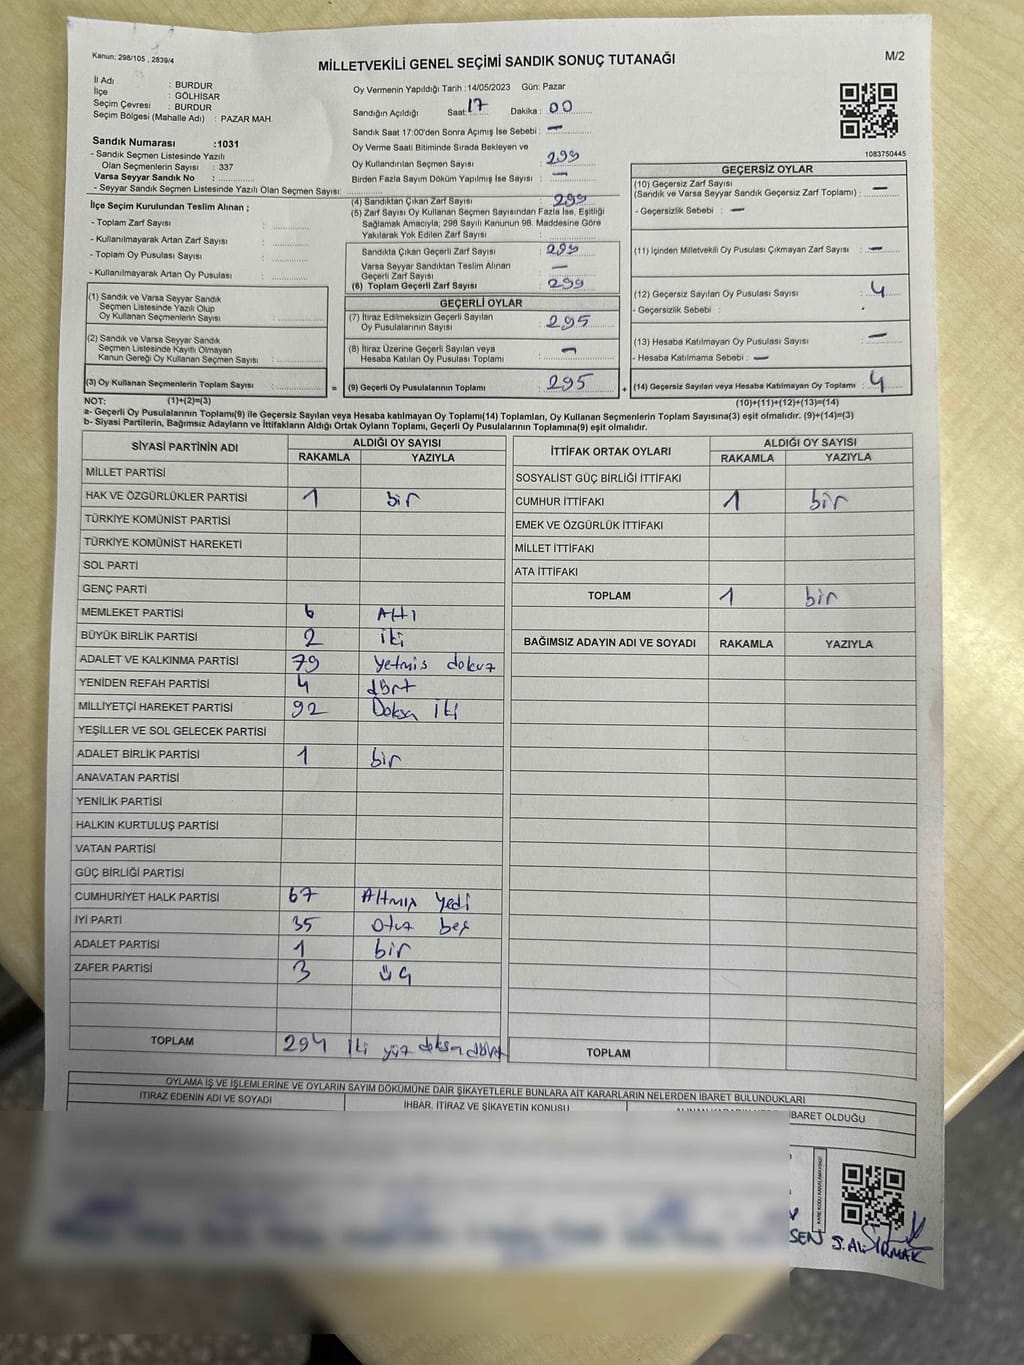 Kanun; 298/105 , 2839/4
MİLLETVEKİLİ GENEL SEÇİMİ SANDIK SONUÇ TUTANAĞI
M/2
İl Adı : BURDUR
İlçe : GÖLHİSAR
Seçim Çevresi : BURDUR
Seçim Bölgesi (Mahalle Adı) : PAZAR MAH.
Sandık Numarası :1031
- Sandık Seçmen Listesinde Yazılı
Olan Seçmenlerin Sayısı : 337
Varsa Seyyar Sandık No :
- Seyyar Sandık Seçmen Listesinde Yazılı Olan Seçmen Sayısı:
Oy Vermenin Yapıldığı Tarih :14/05/2023 Gün: Pazar
Sandığın Açıldığı Saat 17 Dakika : 00
Sandık Saat 17:00'den Sonra Açımış İse Sebebi : —
Oy Verme Saati Bitiminde Sırada Bekleyen ve
Oy Kullandırılan Seçmen Sayısı : 299
Birden Fazla Sayım Döküm Yapılmış İse Sayısı : —
1083750445
İlçe Seçim Kurulundan Teslim Alınan ;
- Toplam Zarf Sayısı :
- Kullanılmayarak Artan Zarf Sayısı :
- Toplam Oy Pusulası Sayısı :
- Kullanılmayarak Artan Oy Pusulası :
(1) Sandık ve Varsa Seyyar Sandık
Seçmen Listesinde Yazılı Olup
Oy Kullanan Seçmenlerin Sayısı :
(2) Sandık ve Varsa Seyyar Sandık
Seçmen Listesinde Kayıtlı Olmayan
Kanun Gereği Oy Kullanan Seçmen Sayısı :
(3) Oy Kullanan Seçmenlerin Toplam Sayısı :
(4) Sandıktan Çıkan Zarf Sayısı : 299
(5) Zarf Sayısı Oy Kullanan Seçmen Sayısından Fazla İse, Eşitliği
Sağlamak Amacıyla, 298 Sayılı Kanunun 98. Maddesine Göre
Yakılarak Yok Edilen Zarf Sayısı :
Sandıkta Çıkan Geçerli Zarf Sayısı : 299
Varsa Seyyar Sandıktan Teslim Alınan
Geçerli Zarf Sayısı : —
(6) Toplam Geçerli Zarf Sayısı : 299
GEÇERLİ OYLAR
(7) İtiraz Edilmeksizin Geçerli Sayılan
Oy Pusulalarının Sayısı : 295
(8) İtiraz Üzerine Geçerli Sayılan veya
Hesaba Katılan Oy Pusulası Toplamı : —
= (9) Geçerli Oy Pusulalarının Toplamı : 295
GEÇERSİZ OYLAR
(10) Geçersiz Zarf Sayısı
(Sandık ve Varsa Seyyar Sandık Geçersiz Zarf Toplamı) : —
- Geçersizlik Sebebi : —
(11) İçinden Milletvekili Oy Pusulası Çıkmayan Zarf Sayısı : —
(12) Geçersiz Sayılan Oy Pusulası Sayısı : 4
- Geçersizlik Sebebi :
(13) Hesaba Katılmayan Oy Pusulası Sayısı : —
- Hesaba Katılmama Sebebi : —
+ (14) Geçersiz Sayılan veya Hesaba Katılmayan Oy Toplamı : 4
NOT: (1)+(2)=(3) (10)+(11)+(12)+(13)=(14)
a- Geçerli Oy Pusulalarının Toplamı(9) ile Geçersiz Sayılan veya Hesaba katılmayan Oy Toplamı(14) Toplamları, Oy Kullanan Seçmenlerin Toplam Sayısına(3) eşit olmalıdır. (9)+(14)=(3)
b- Siyasi Partilerin, Bağımsız Adayların ve İttifakların Aldığı Ortak Oyların Toplamı, Geçerli Oy Pusulalarının Toplamına(9) eşit olmalıdır.
SİYASİ PARTİNİN ADI ALDIĞI OY SAYISI
RAKAMLA YAZIYLA
MİLLET PARTİSİ
HAK VE ÖZGÜRLÜKLER PARTİSİ 1 bir
TÜRKİYE KOMÜNİST PARTİSİ
TÜRKİYE KOMÜNİST HAREKETİ
SOL PARTİ
GENÇ PARTİ
MEMLEKET PARTİSİ 6 Altı
BÜYÜK BİRLİK PARTİSİ 2 iki
ADALET VE KALKINMA PARTİSİ 79 yetmis dokuz
YENİDEN REFAH PARTİSİ 4 dört
MİLLİYETÇİ HAREKET PARTİSİ 92 Doksa iki
YEŞİLLER VE SOL GELECEK PARTİSİ
ADALET BİRLİK PARTİSİ 1 bir
ANAVATAN PARTİSİ
YENİLİK PARTİSİ
HALKIN KURTULUŞ PARTİSİ
VATAN PARTİSİ
GÜÇ BİRLİĞİ PARTİSİ
CUMHURİYET HALK PARTİSİ 67 Altmış yedi
İYİ PARTİ 35 Otuz beş
ADALET PARTİSİ 1 bir
ZAFER PARTİSİ 3 üç
TOPLAM 294 iki yüz doksan dört
İTTİFAK ORTAK OYLARI ALDIĞI OY SAYISI
RAKAMLA YAZIYLA
SOSYALİST GÜÇ BİRLİĞİ İTTİFAKI
CUMHUR İTTİFAKI 1 bir
EMEK VE ÖZGÜRLÜK İTTİFAKI
MİLLET İTTİFAKI
ATA İTTİFAKI
TOPLAM 1 bir
BAĞIMSIZ ADAYIN ADI VE SOYADI RAKAMLA YAZIYLA
TOPLAM
OYLAMA İŞ VE İŞLEMLERİNE VE OYLARIN SAYIM DÖKÜMÜNE DAİR ŞİKAYETLERLE BUNLARA AİT KARARLARIN NELERDEN İBARET BULUNDUKLARI
İTİRAZ EDENİN ADI VE SOYADI
İHBAR, İTİRAZ VE ŞİKAYETİN KONUSU
İBARET OLDUĞU
ŞEN
Ş. ALİ IRMAK